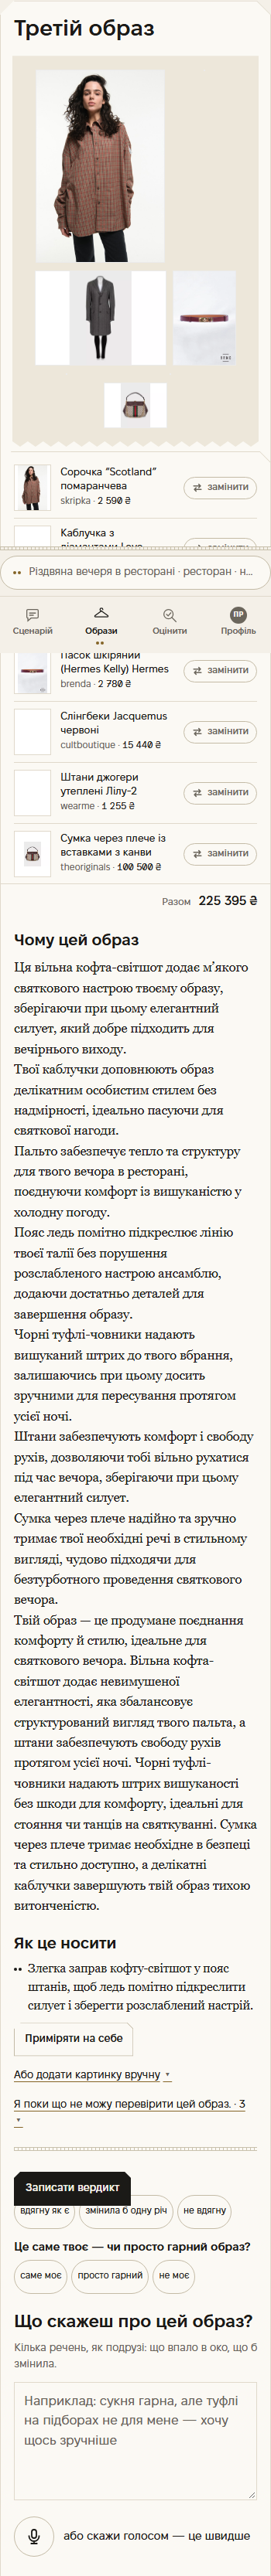 Третій образ
Сорочка "Scotland"
помаранчева
skripka · 2 590 ₴
замінити
Каблучка з
Різдвяна вечеря в ресторані · ресторан · н...
Сценарій
Образи
Оцінити
ПР
Профіль
Пасок шкіряний
(Hermes Kelly) Hermes
brenda · 2 780 ₴
замінити
Слінгбеки Jacquemus
червоні
cultboutique · 15 440 ₴
замінити
Штани джогери
утеплені Лілу-2
wearme · 1 255 ₴
замінити
Сумка через плече із
вставками з канви
theoriginals · 100 500 ₴
замінити
Разом 225 395 ₴
Чому цей образ
Ця вільна кофта-світшот додає м’якого
святкового настрою твоєму образу,
зберігаючи при цьому елегантний
силует, який добре підходить для
вечірнього виходу.
Твої каблучки доповнюють образ
делікатним особистим стилем без
надмірності, ідеально пасуючи для
святкової нагоди.
Пальто забезпечує тепло та структуру
для твого вечора в ресторані,
поєднуючи комфорт із вишуканістю у
холодну погоду.
Пояс ледь помітно підкреслює лінію
твоєї талії без порушення
розслабленого настрою ансамблю,
додаючи достатньо деталей для
завершення образу.
Чорні туфлі-човники надають
вишуканий штрих до твого вбрання,
залишаючись при цьому досить
зручними для пересування протягом
усієї ночі.
Штани забезпечують комфорт і свободу
рухів, дозволяючи тобі вільно рухатися
під час вечора, зберігаючи при цьому
елегантний силует.
Сумка через плече надійно та зручно
тримає твої необхідні речі в стильному
вигляді, чудово підходячи для
безтурботного проведення святкового
вечора.
Твій образ — це продумане поєднання
комфорту й стилю, ідеальне для
святкового вечора. Вільна кофта-
світшот додає невимушеної
елегантності, яка збалансовує
структурований вигляд твого пальта, а
штани забезпечують свободу рухів
протягом усієї ночі. Чорні туфлі-
човники надають штрих вишуканості
без шкоди для комфорту, ідеальні для
стояння чи танців на святкуванні. Сумка
через плече тримає необхідне в безпеці
та стильно доступно, а делікатні
каблучки завершують твій образ тихою
витонченістю.
Як це носити
Злегка заправ кофту-світшот у пояс
штанів, щоб ледь помітно підкреслити
силует і зберегти розслаблений настрій.
Приміряти на себе
Або додати картинку вручну
Я поки що не можу перевірити цей образ. · 3
Записати вердикт
вдягну як є
змінила б одну річ
не вдягну
Це саме твоє — чи просто гарний образ?
саме моє
просто гарний
не моє
Що скажеш про цей образ?
Кілька речень, як подрузі: що впало в око, що б
змінила.
Наприклад: сукня гарна, але туфлі
на підборах не для мене — хочу
щось зручніше
або скажи голосом — це швидше